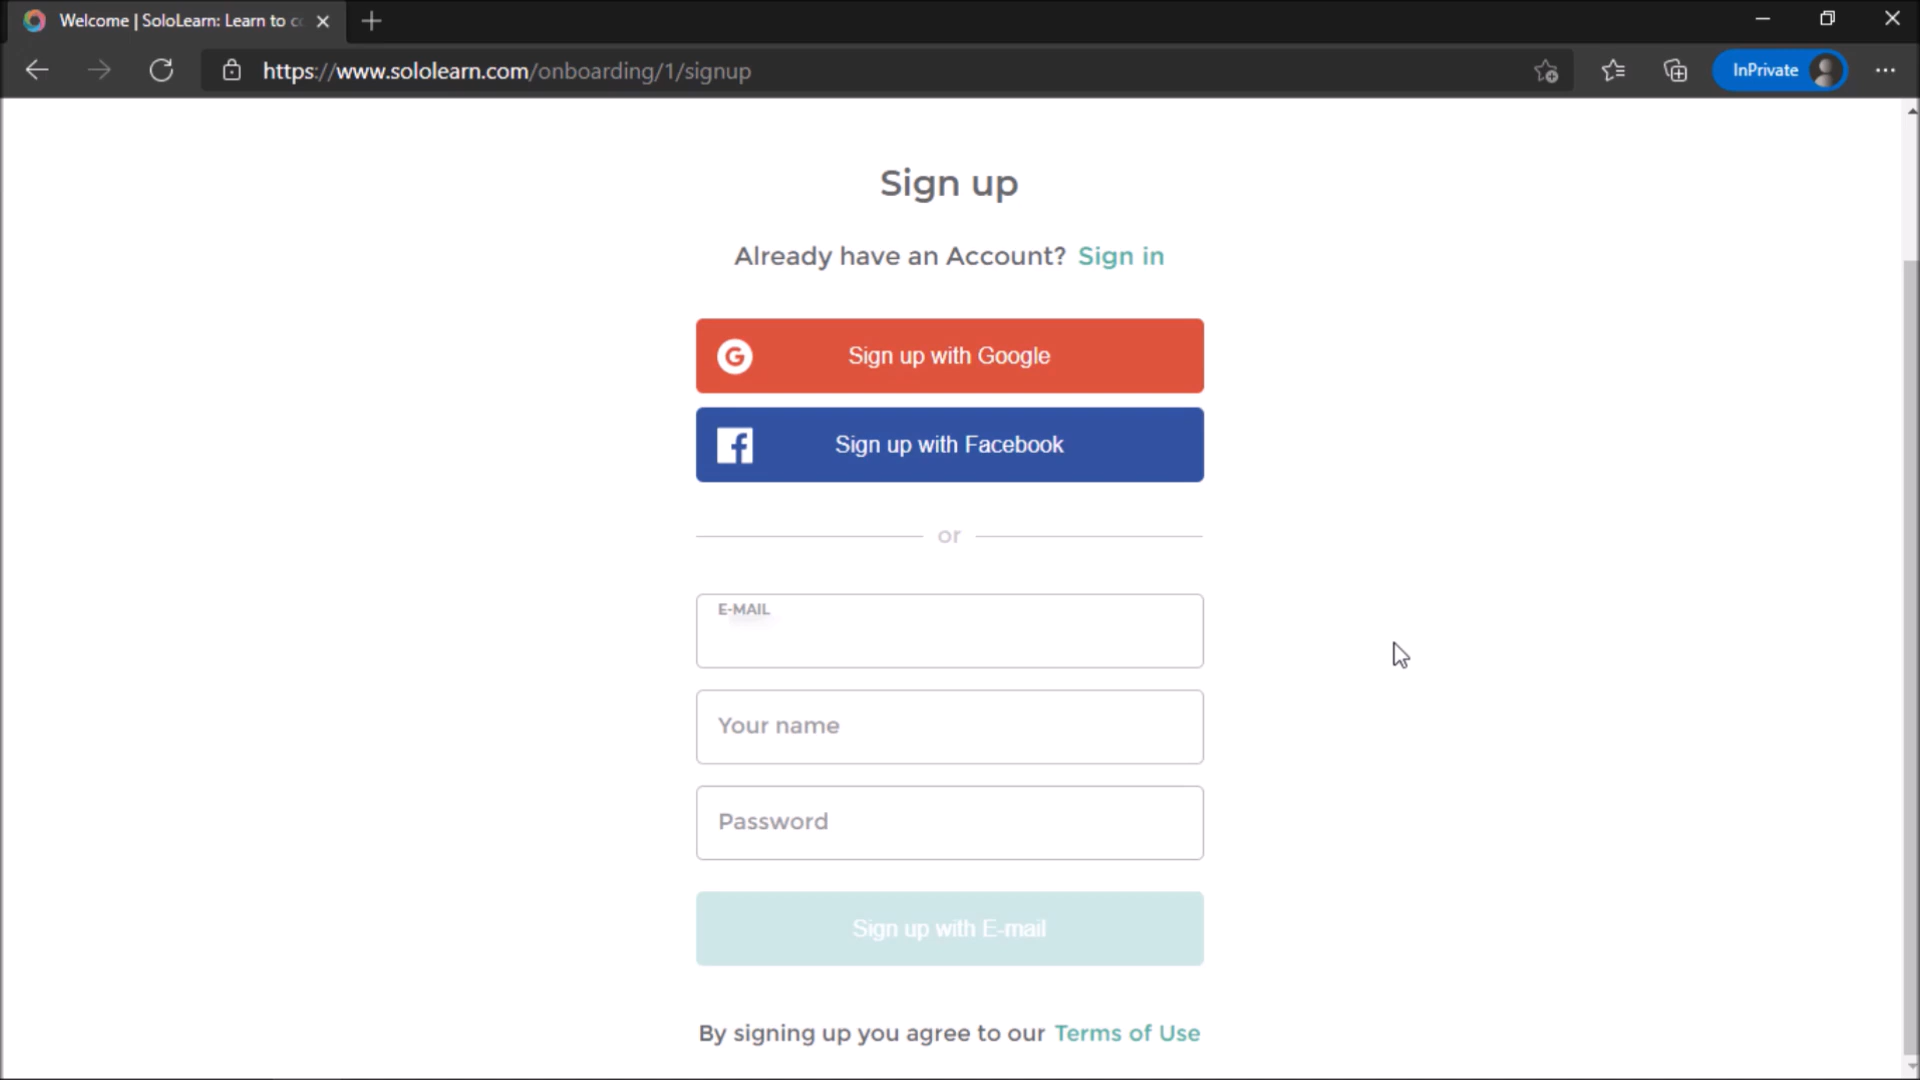 Welcome | SoloLearn: Learn to co
https://www.sololearn.com/onboarding/1/signup
InPrivate
Sign up
Already have an Account? Sign in
G Sign up with Google
f Sign up with Facebook
or
E-MAIL
Your name
Password
Sign up with E-mail
By signing up you agree to our Terms of Use